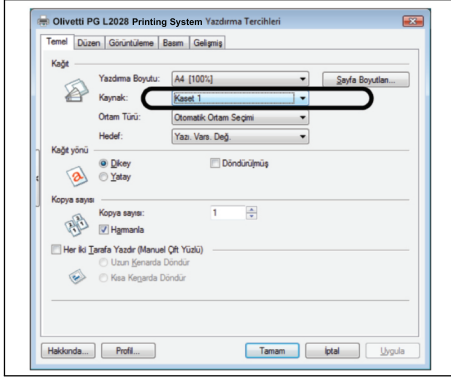 Olivetti PG L2028 Printing System Yazdırma Tercihleri
Temel Düzen Görüntüleme Basım Gelişmiş
Kağıt
Yazdırma Boyutu: A4 [100%] Sayfa Boyutları...
Kaynak: Kaset 1
Ortam Türü: Otomatik Ortam Seçimi
Hedef: Yazı. Vars. Değ.
Kağıt yönü
Dikey Döndürülmüş
Yatay
Kopya sayısı
Kopya sayısı: 1
Harmanla
Her İki Tarafa Yazdır (Manuel Çift Yüzlü)
Uzun Kenarda Döndür
Kısa Kenarda Döndür
Hakkında... Profil... Tamam İptal Uygula